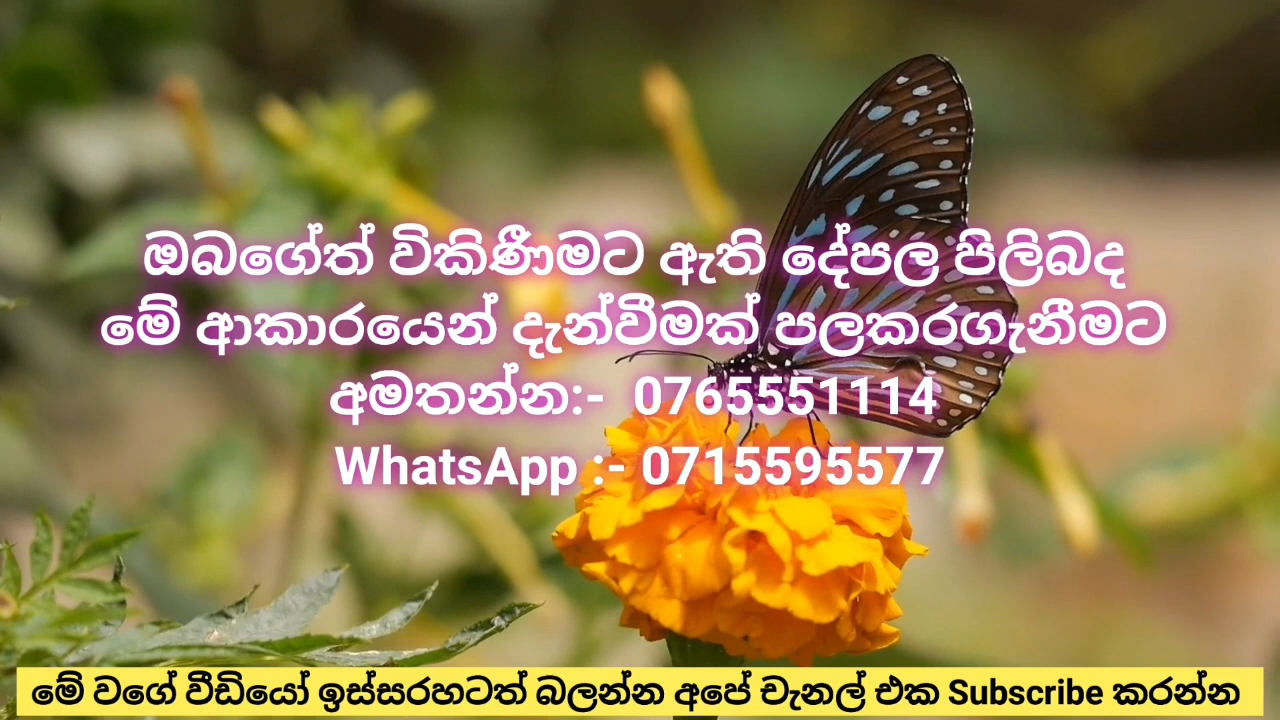 ඔබගේත් විකිණීමට ඇති දේපල පිලිබද
මේ ආකාරයෙන් දැන්වීමක් පලකරගැනීමට
අමතන්න:- 0765551114
WhatsApp :- 0715595577
මේ වගේ වීඩියෝ ඉස්සරහටත් බලන්න අපේ චැනල් එක Subscribe කරන්න